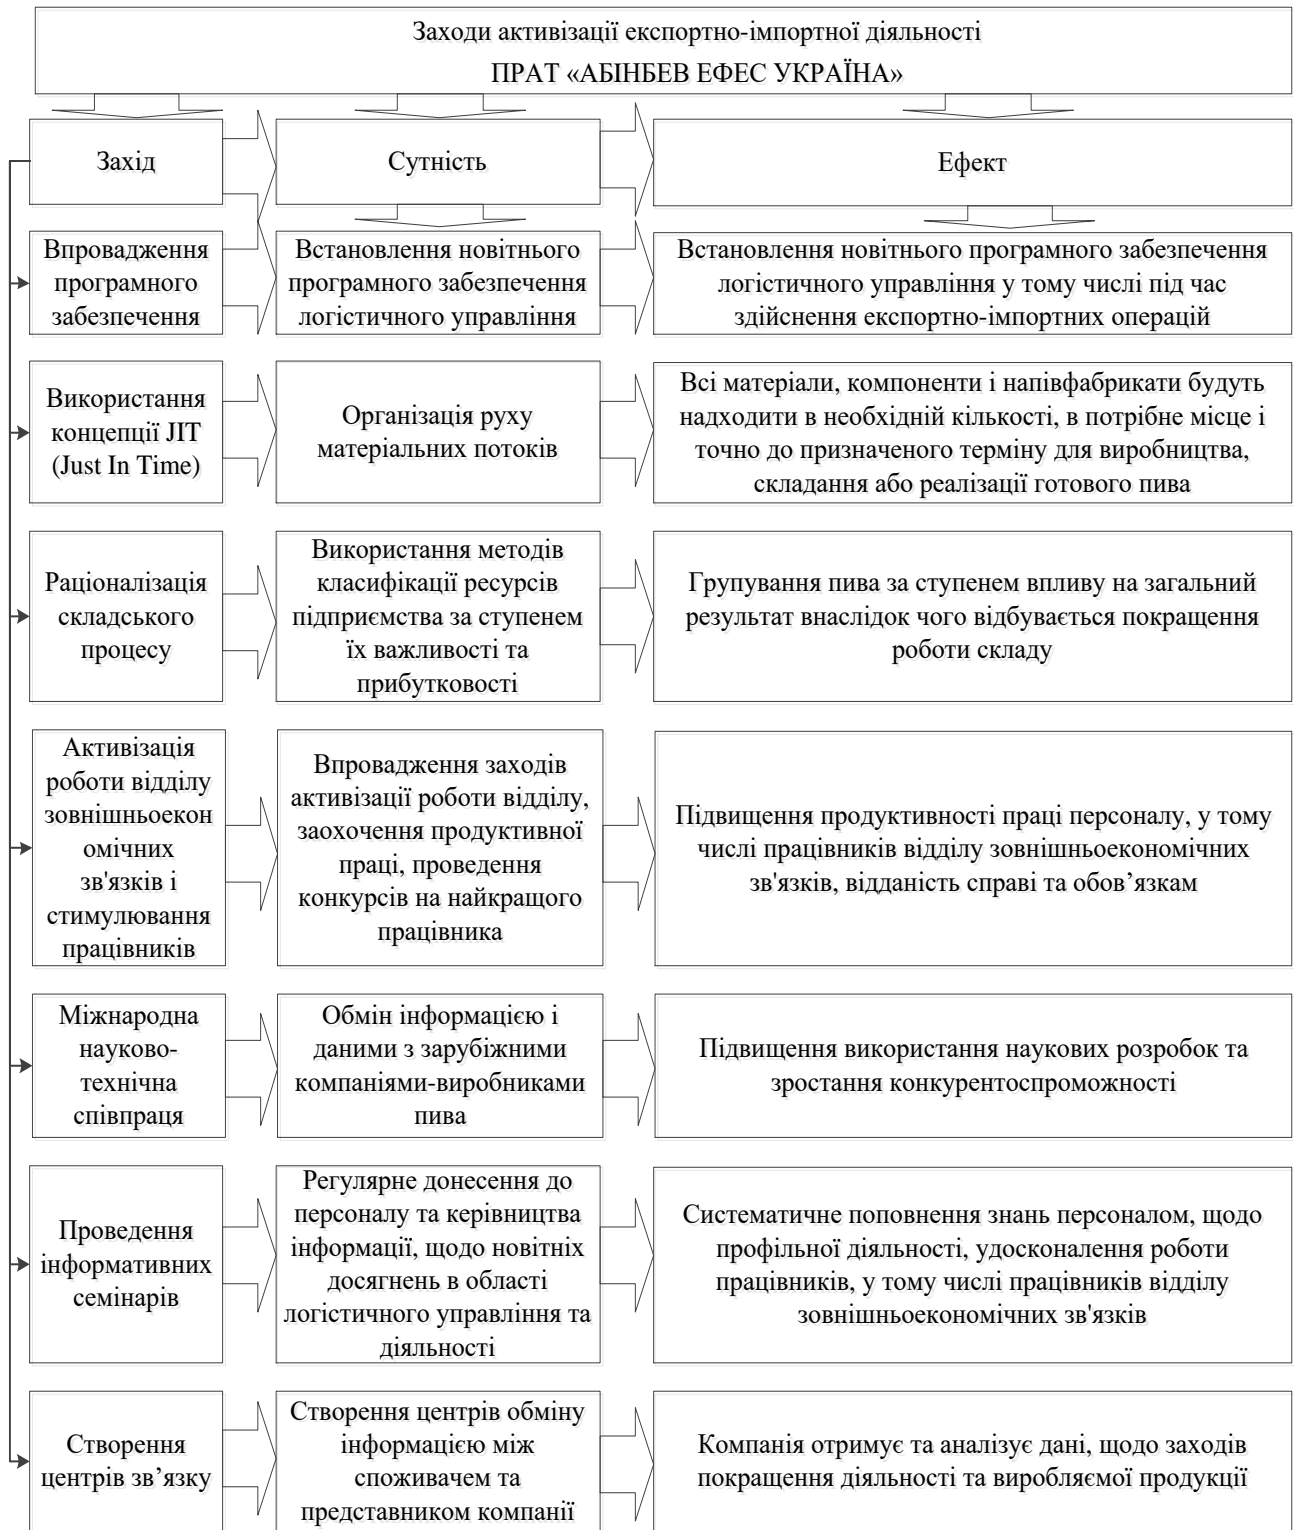 Заходи активізації експортно-імпортної діяльності
ПРАТ «АБІНБЕВ ЕФЕС УКРАЇНА»
Захід
Сутність
Ефект
Впровадження
програмного
забезпечення
Встановлення новітнього
програмного забезпечення
логістичного управління
Встановлення новітнього програмного забезпечення
логістичного управління у тому числі під час
здійснення експортно-імпортних операцій
Використання
концепції JIT
(Just In Time)
Організація руху
матеріальних потоків
Всі матеріали, компоненти і напівфабрикати будуть
надходити в необхідній кількості, в потрібне місце і
точно до призначеного терміну для виробництва,
складання або реалізації готового пива
Раціоналізація
складського
процесу
Використання методів
класифікації ресурсів
підприємства за ступенем
їх важливості та
прибутковості
Групування пива за ступенем впливу на загальний
результат внаслідок чого відбувається покращення
роботи складу
Активізація
роботи відділу
зовнішньоекон
омічних
зв'язків і
стимулювання
працівників
Впровадження заходів
активізації роботи відділу,
заохочення продуктивної
праці, проведення
конкурсів на найкращого
працівника
Підвищення продуктивності праці персоналу, у тому
числі працівників відділу зовнішньоекономічних
зв'язків, відданість справі та обов’язкам
Міжнародна
науково-
технічна
співпраця
Обмін інформацією і
даними з зарубіжними
компаніями-виробниками
пива
Підвищення використання наукових розробок та
зростання конкурентоспроможності
Проведення
інформативних
семінарів
Регулярне донесення до
персоналу та керівництва
інформації, щодо новітніх
досягнень в області
логістичного управління та
діяльності
Систематичне поповнення знань персоналом, щодо
профільної діяльності, удосконалення роботи
працівників, у тому числі працівників відділу
зовнішньоекономічних зв'язків
Створення
центрів зв’язку
Створення центрів обміну
інформацією між
споживачем та
представником компанії
Компанія отримує та аналізує дані, щодо заходів
покращення діяльності та виробляємої продукції